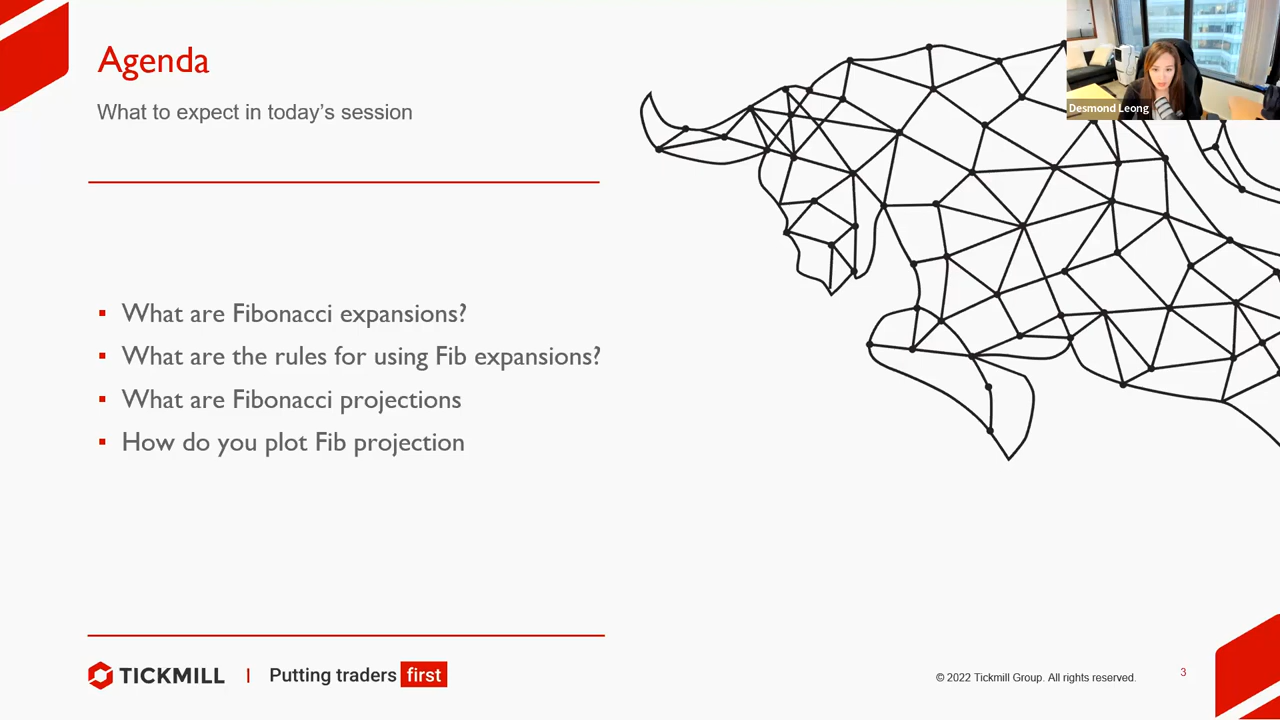 Agenda
What to expect in today's session
Desmond Leong
What are Fibonacci expansions?
What are the rules for using Fib expansions?
What are Fibonacci projections
How do you plot Fib projection
TICKMILL | Putting traders first
© 2022 Tickmill Group. All rights reserved.
3